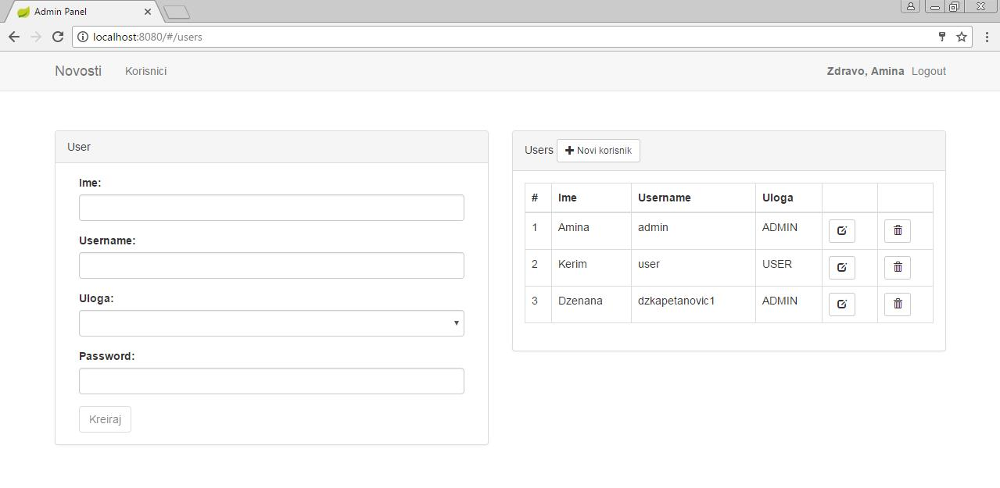 Admin Panel
localhost:8080/#/users
Novosti Korisnici Zdravo, Amina Logout
User
Ime:
Username:
Uloga:
Password:
Kreiraj
Users Novi korisnik
# Ime Username Uloga
1 Amina admin ADMIN
2 Kerim user USER
3 Dzenana dzkapetanovic1 ADMIN